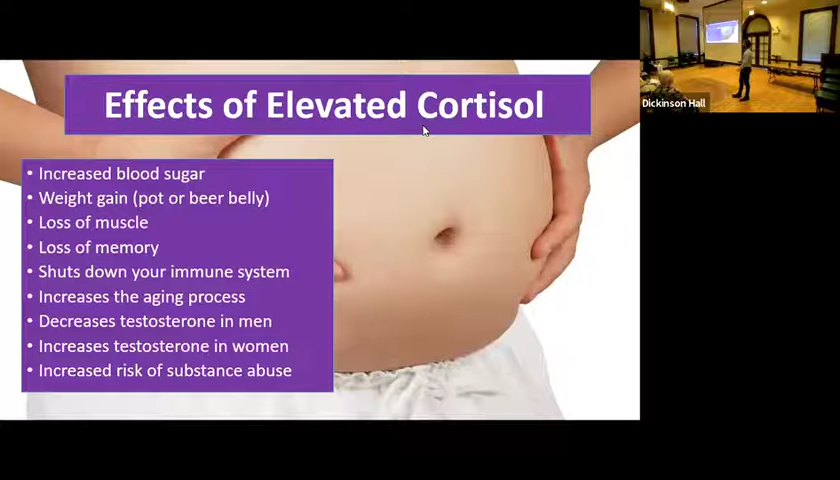 Effects of Elevated Cortisol
• Increased blood sugar
• Weight gain (pot or beer belly)
• Loss of muscle
• Loss of memory
• Shuts down your immune system
• Increases the aging process
• Decreases testosterone in men
• Increases testosterone in women
• Increased risk of substance abuse
Dickinson Hall